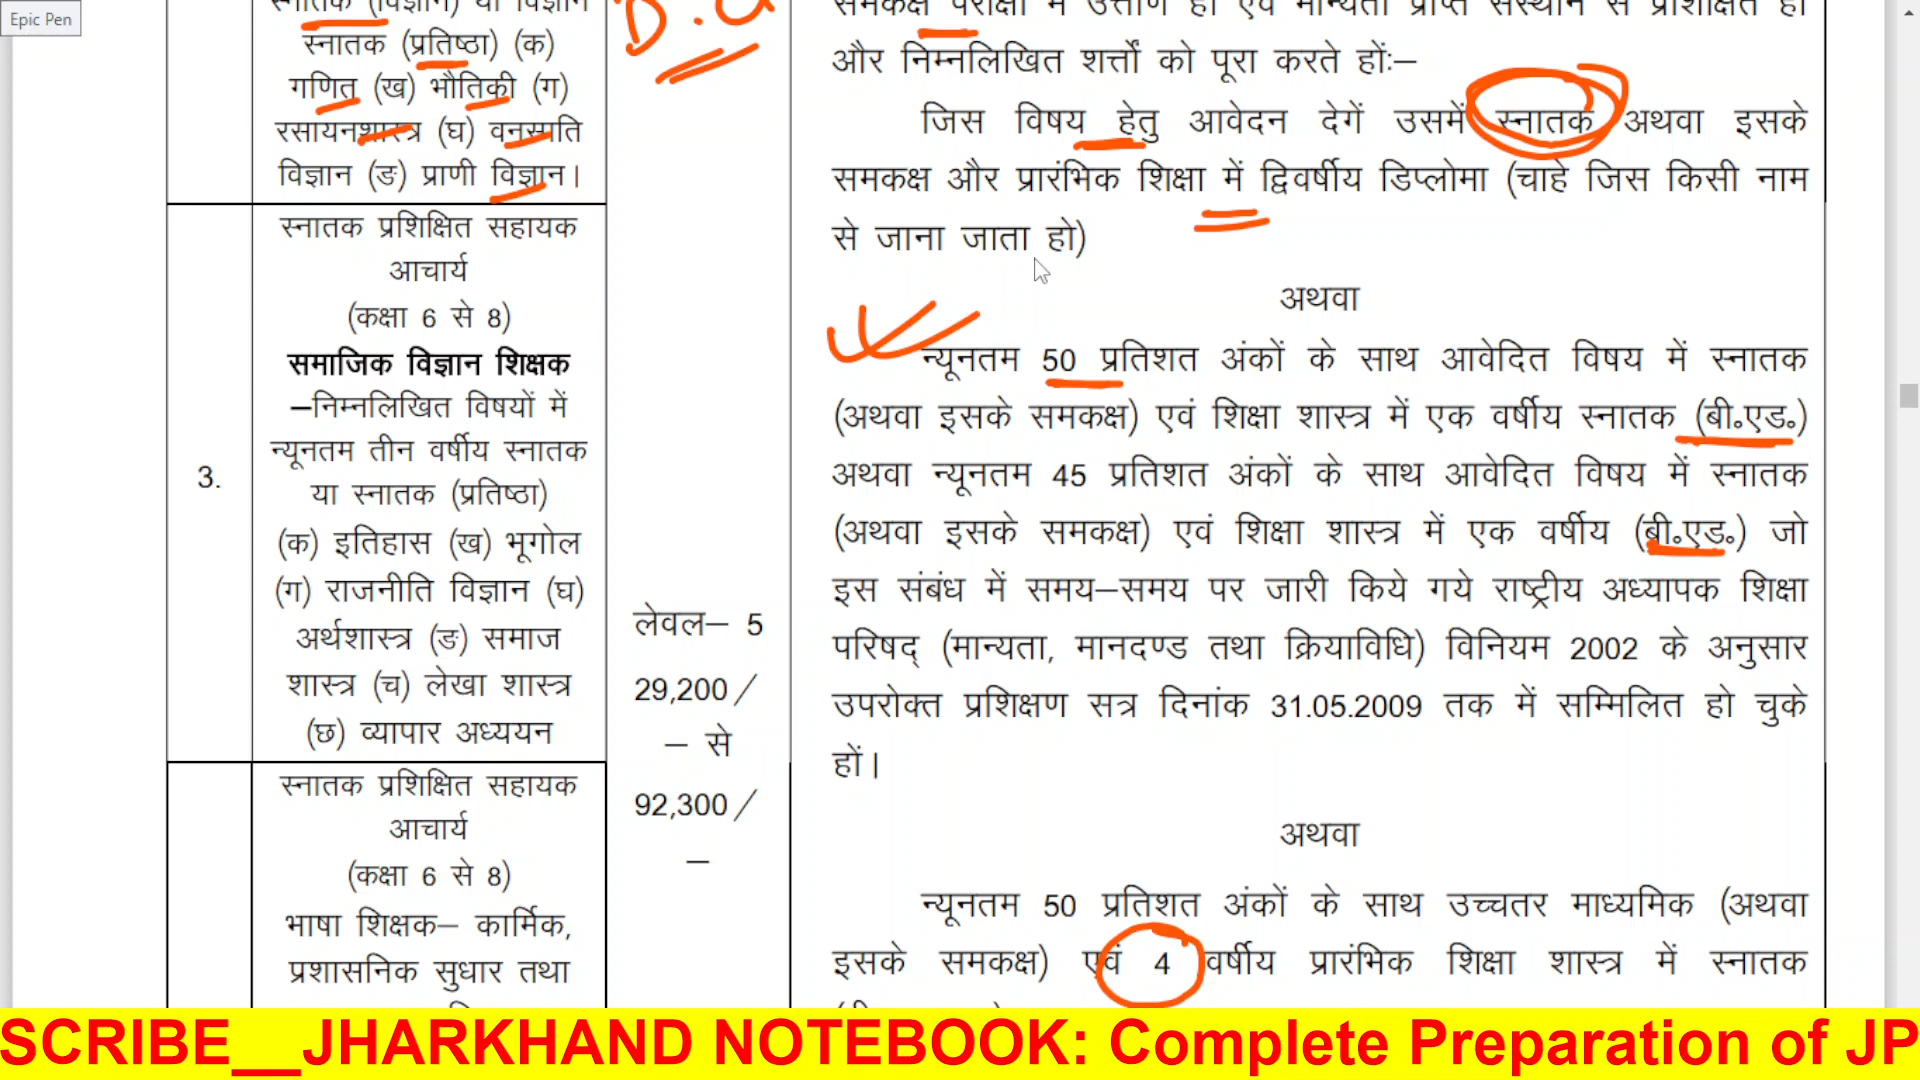 Epic Pen
स्नातक (विज्ञान) या विज्ञान
स्नातक (प्रतिष्ठा) (क)
गणित (ख) भौतिकी (ग)
रसायनशास्त्र (घ) वनस्पति
विज्ञान (ङ) प्राणी विज्ञान।
3.
स्नातक प्रशिक्षित सहायक
आचार्य
(कक्षा 6 से 8)
समाजिक विज्ञान शिक्षक
–निम्नलिखित विषयों में
न्यूनतम तीन वर्षीय स्नातक
या स्नातक (प्रतिष्ठा)
(क) इतिहास (ख) भूगोल
(ग) राजनीति विज्ञान (घ)
अर्थशास्त्र (ङ) समाज
शास्त्र (च) लेखा शास्त्र
(छ) व्यापार अध्ययन
स्नातक प्रशिक्षित सहायक
आचार्य
(कक्षा 6 से 8)
भाषा शिक्षक– कार्मिक,
प्रशासनिक सुधार तथा
लेवल– 5
29,200/
– से
92,300/
–
समकक्ष परीक्षा में उत्तीर्ण हो एवं मान्यता प्राप्त संस्थान से प्रशिक्षित हो
और निम्नलिखित शर्त्तों को पूरा करते होंः–
जिस विषय हेतु आवेदन देगें उसमें स्नातक अथवा इसके
समकक्ष और प्रारंभिक शिक्षा में द्विवर्षीय डिप्लोमा (चाहे जिस किसी नाम
से जाना जाता हो)
अथवा
न्यूनतम 50 प्रतिशत अंकों के साथ आवेदित विषय में स्नातक
(अथवा इसके समकक्ष) एवं शिक्षा शास्त्र में एक वर्षीय स्नातक (बी॰एड॰)
अथवा न्यूनतम 45 प्रतिशत अंकों के साथ आवेदित विषय में स्नातक
(अथवा इसके समकक्ष) एवं शिक्षा शास्त्र में एक वर्षीय (बी॰एड॰) जो
इस संबंध में समय–समय पर जारी किये गये राष्ट्रीय अध्यापक शिक्षा
परिषद् (मान्यता, मानदण्ड तथा क्रियाविधि) विनियम 2002 के अनुसार
उपरोक्त प्रशिक्षण सत्र दिनांक 31.05.2009 तक में सम्मिलित हो चुके
हों।
अथवा
न्यूनतम 50 प्रतिशत अंकों के साथ उच्चतर माध्यमिक (अथवा
इसके समकक्ष) एवं 4 वर्षीय प्रारंभिक शिक्षा शास्त्र में स्नातक
SCRIBE__JHARKHAND NOTEBOOK: Complete Preparation of JP